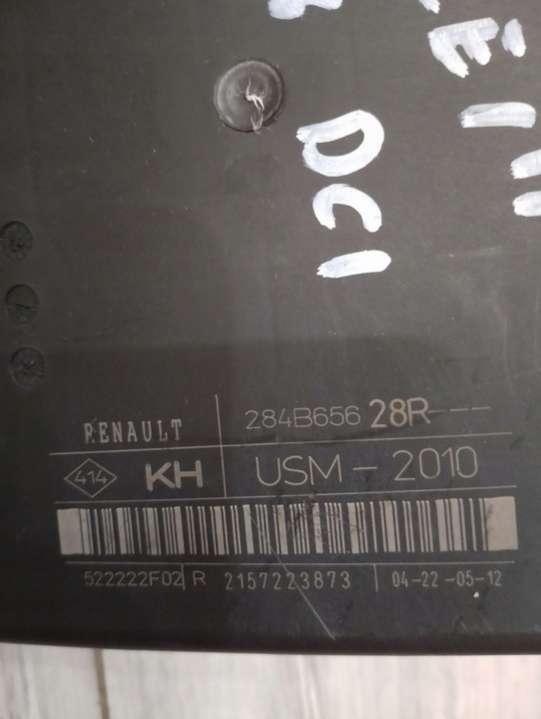 DCI
RENAULT 284B656 28R---
414 KH USM-2010
522222F02 R 2157223873 04-22-05-12